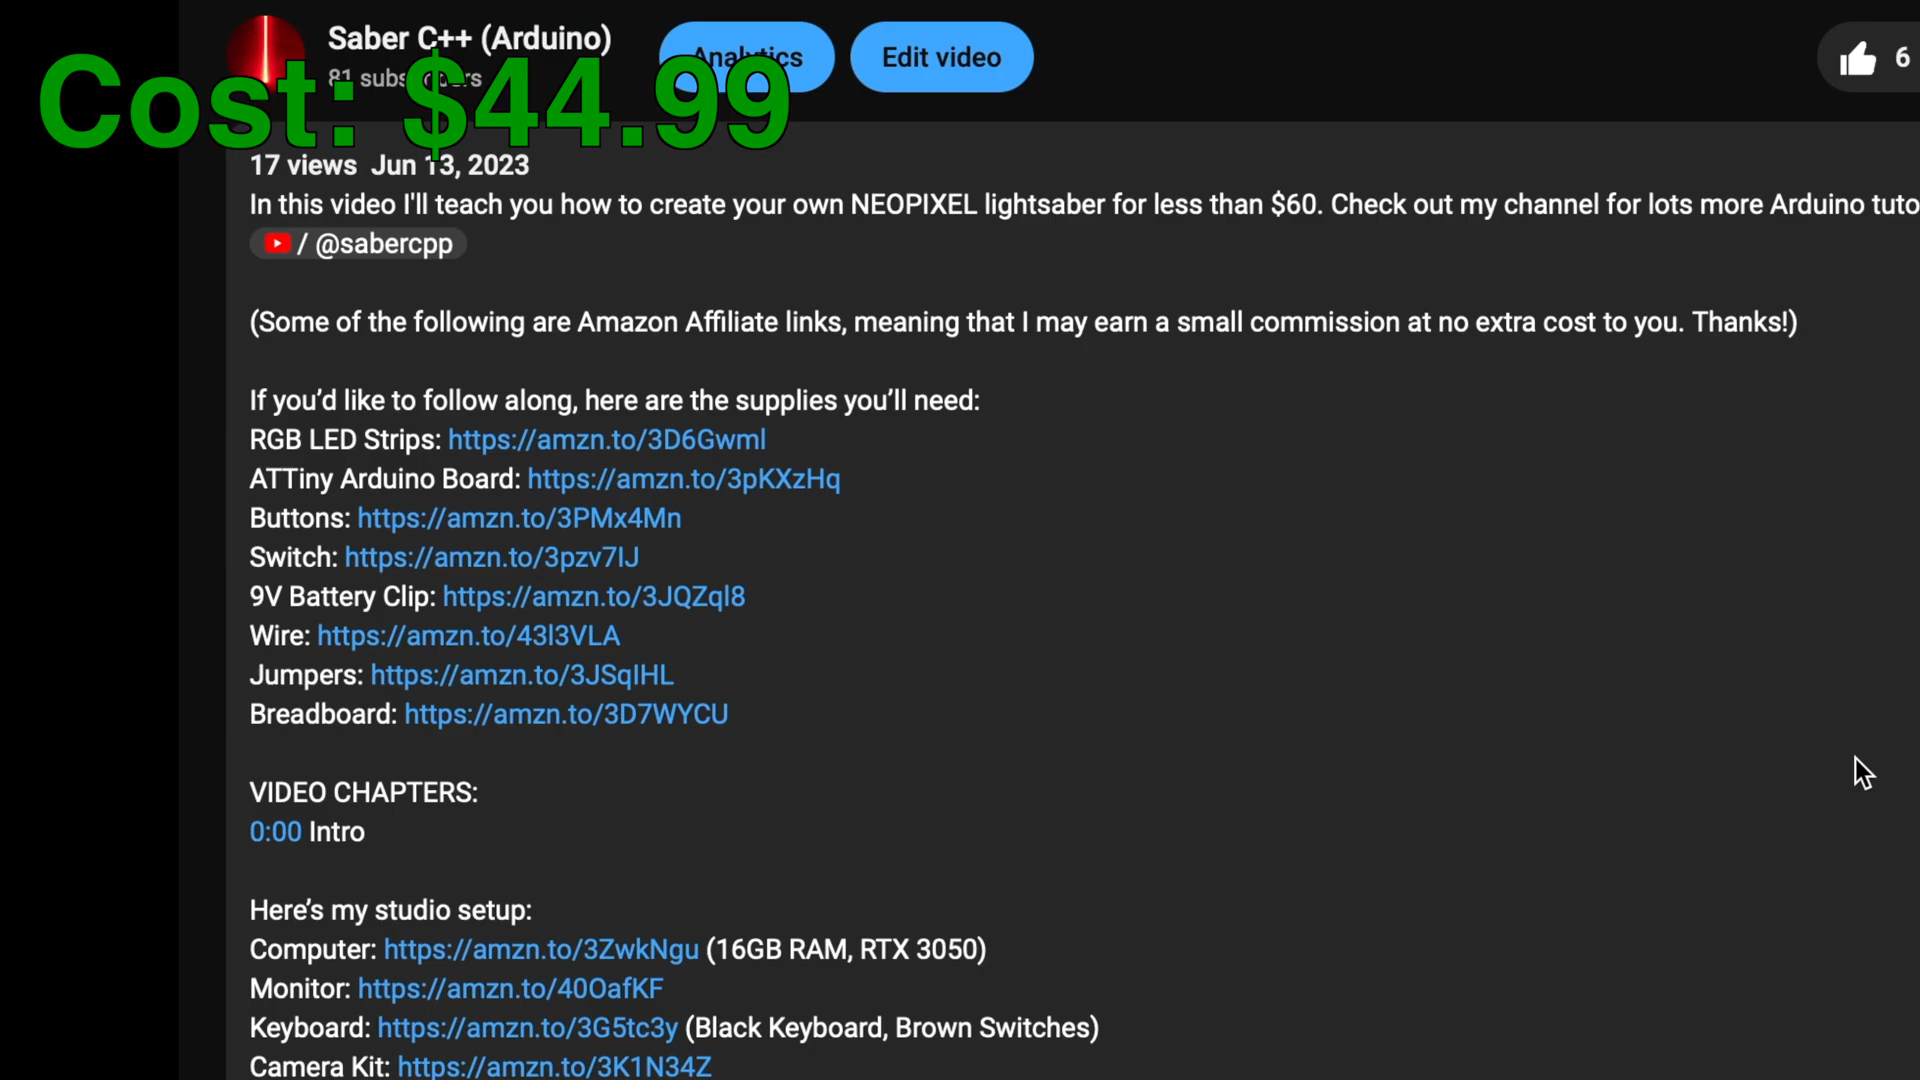 Saber C++ (Arduino)
81 subscribers
Analytics
Edit video
6
Cost: $44.99
17 views Jun 13, 2023
In this video I'll teach you how to create your own NEOPIXEL lightsaber for less than $60. Check out my channel for lots more Arduino tuto
/ @sabercpp
(Some of the following are Amazon Affiliate links, meaning that I may earn a small commission at no extra cost to you. Thanks!)
If you’d like to follow along, here are the supplies you’ll need:
RGB LED Strips: https://amzn.to/3D6Gwml
ATTiny Arduino Board: https://amzn.to/3pKXzHq
Buttons: https://amzn.to/3PMx4Mn
Switch: https://amzn.to/3pzv7IJ
9V Battery Clip: https://amzn.to/3JQZql8
Wire: https://amzn.to/43l3VLA
Jumpers: https://amzn.to/3JSqIHL
Breadboard: https://amzn.to/3D7WYCU
VIDEO CHAPTERS:
0:00 Intro
Here’s my studio setup:
Computer: https://amzn.to/3ZwkNgu (16GB RAM, RTX 3050)
Monitor: https://amzn.to/40OafKF
Keyboard: https://amzn.to/3G5tc3y (Black Keyboard, Brown Switches)
Camera Kit: https://amzn.to/3K1N34Z